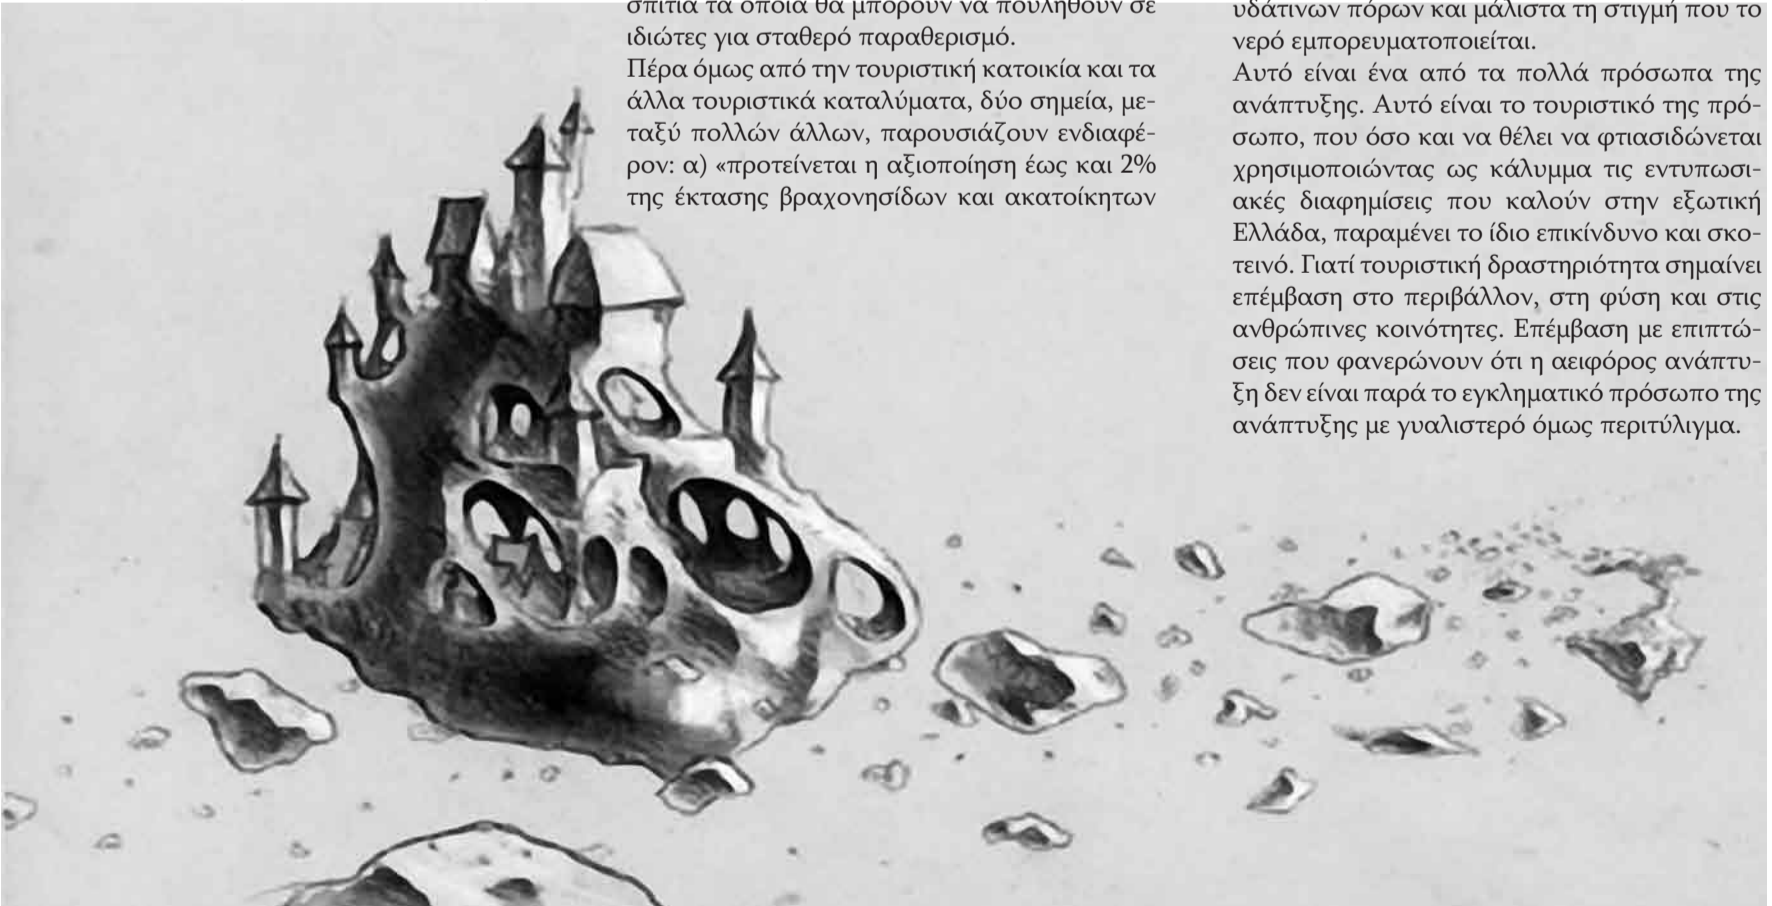 σπίτια τα οποία θα μπορούν να πουληθούν σε
ιδιώτες για σταθερό παραθερισμό.
Πέρα όμως από την τουριστική κατοικία και τα
άλλα τουριστικά καταλύματα, δύο σημεία, με-
ταξύ πολλών άλλων, παρουσιάζουν ενδιαφέ-
ρον: α) «προτείνεται η αξιοποίηση έως και 2%
της έκτασης βραχονησίδων και ακατοίκητων
υδάτινων πόρων και μάλιστα τη στιγμή που το
νερό εμπορευματοποιείται.
Αυτό είναι ένα από τα πολλά πρόσωπα της
ανάπτυξης. Αυτό είναι το τουριστικό της πρό-
σωπο, που όσο και να θέλει να φτιασιδώνεται
χρησιμοποιώντας ως κάλυμμα τις εντυπωσι-
ακές διαφημίσεις που καλούν στην εξωτική
Ελλάδα, παραμένει το ίδιο επικίνδυνο και σκο-
τεινό. Γιατί τουριστική δραστηριότητα σημαίνει
επέμβαση στο περιβάλλον, στη φύση και στις
ανθρώπινες κοινότητες. Επέμβαση με επιπτώ-
σεις που φανερώνουν ότι η αειφόρος ανάπτυ-
ξη δεν είναι παρά το εγκληματικό πρόσωπο της
ανάπτυξης με γυαλιστερό όμως περιτύλιγμα.